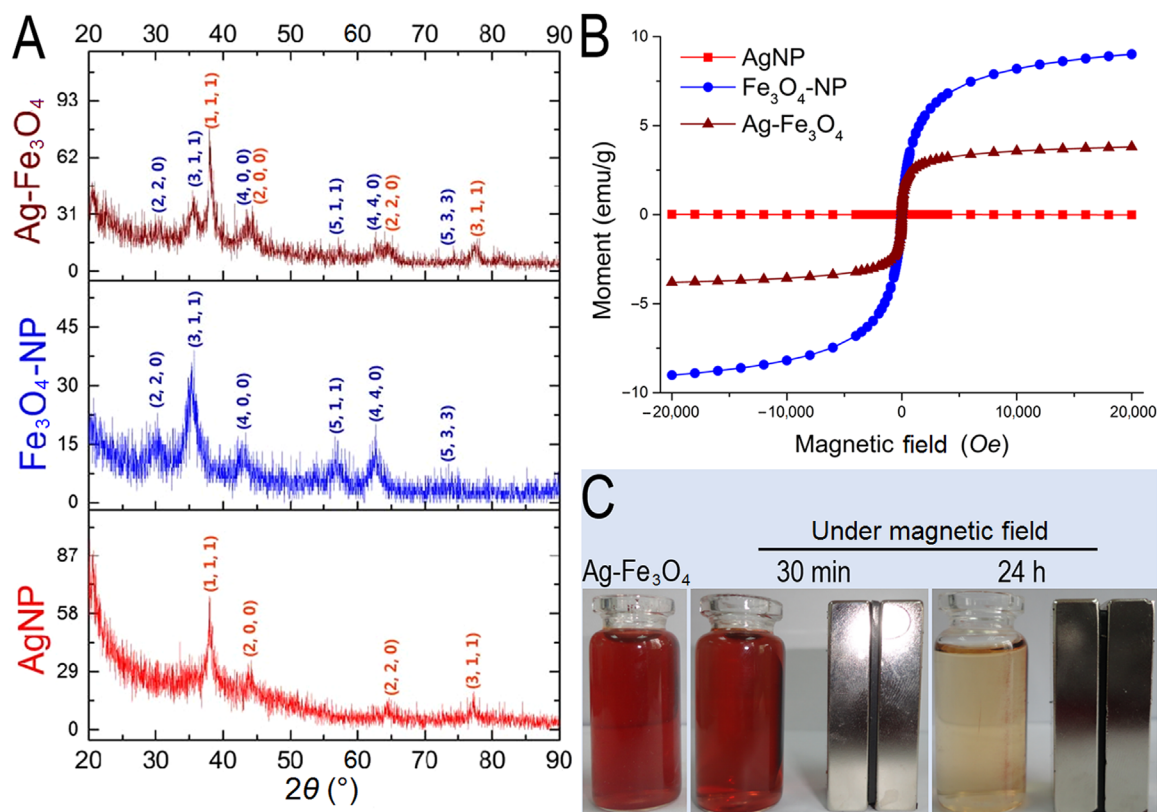 A
20 30 40 50 60 70 80 90
Ag-Fe₃O₄
93
62
31
0
(2, 2, 0)
(3, 1, 1)
(1, 1, 1)
(4, 0, 0)
(2, 0, 0)
(5, 1, 1)
(4, 4, 0)
(2, 2, 0)
(5, 3, 3)
(3, 1, 1)
Fe₃O₄-NP
45
30
15
0
(2, 2, 0)
(3, 1, 1)
(4, 0, 0)
(5, 1, 1)
(4, 4, 0)
(5, 3, 3)
AgNP
87
58
29
0
(1, 1, 1)
(2, 0, 0)
(2, 2, 0)
(3, 1, 1)
20 30 40 50 60 70 80 90
2θ (°)
B
AgNP
Fe₃O₄-NP
Ag-Fe₃O₄
Moment (emu/g)
10
5
0
−5
−10
−20,000 −10,000 0 10,000 20,000
Magnetic field (Oe)
C
Under magnetic field
Ag-Fe₃O₄ 30 min 24 h